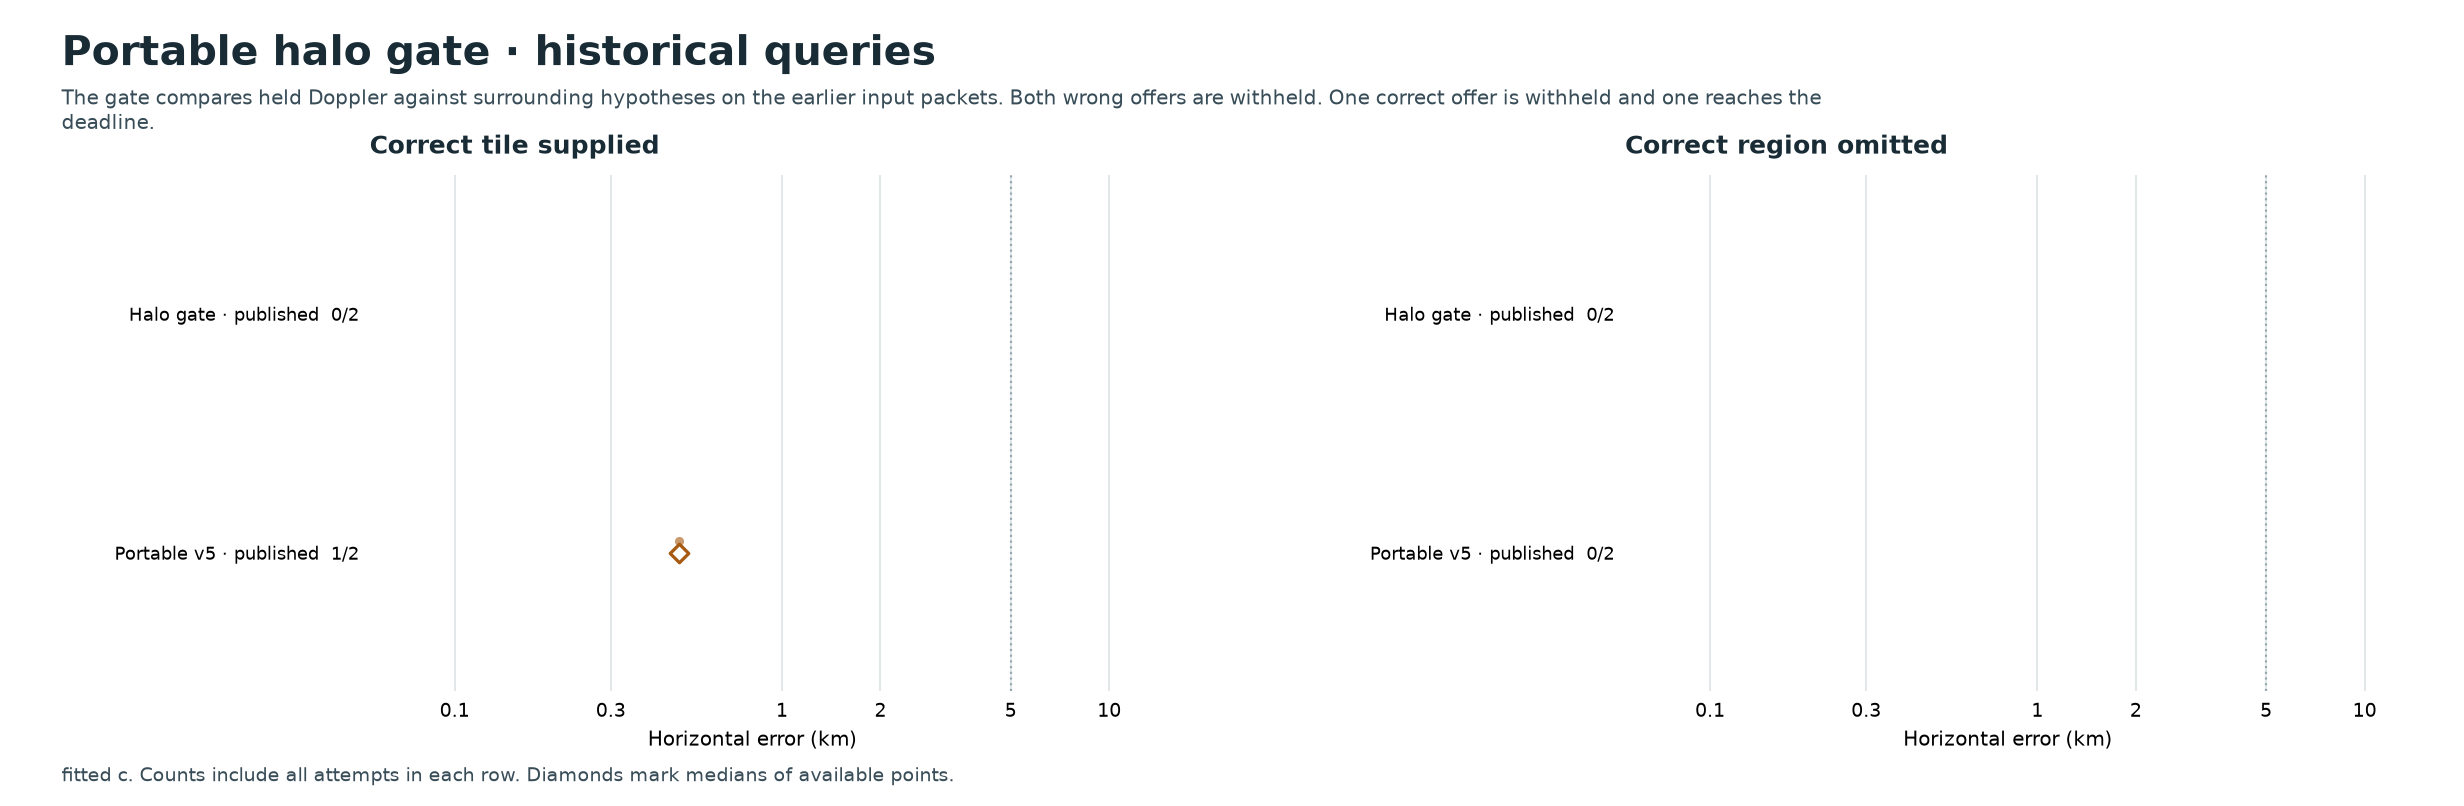 Portable halo gate · historical queries
The gate compares held Doppler against surrounding hypotheses on the earlier input packets. Both wrong offers are withheld. One correct offer is withheld and one reaches the
deadline.
Correct tile supplied
Halo gate · published 0/2
Portable v5 · published 1/2
0.1 0.3 1 2 5 10
Horizontal error (km)
Correct region omitted
Halo gate · published 0/2
Portable v5 · published 0/2
0.1 0.3 1 2 5 10
Horizontal error (km)
fitted c. Counts include all attempts in each row. Diamonds mark medians of available points.